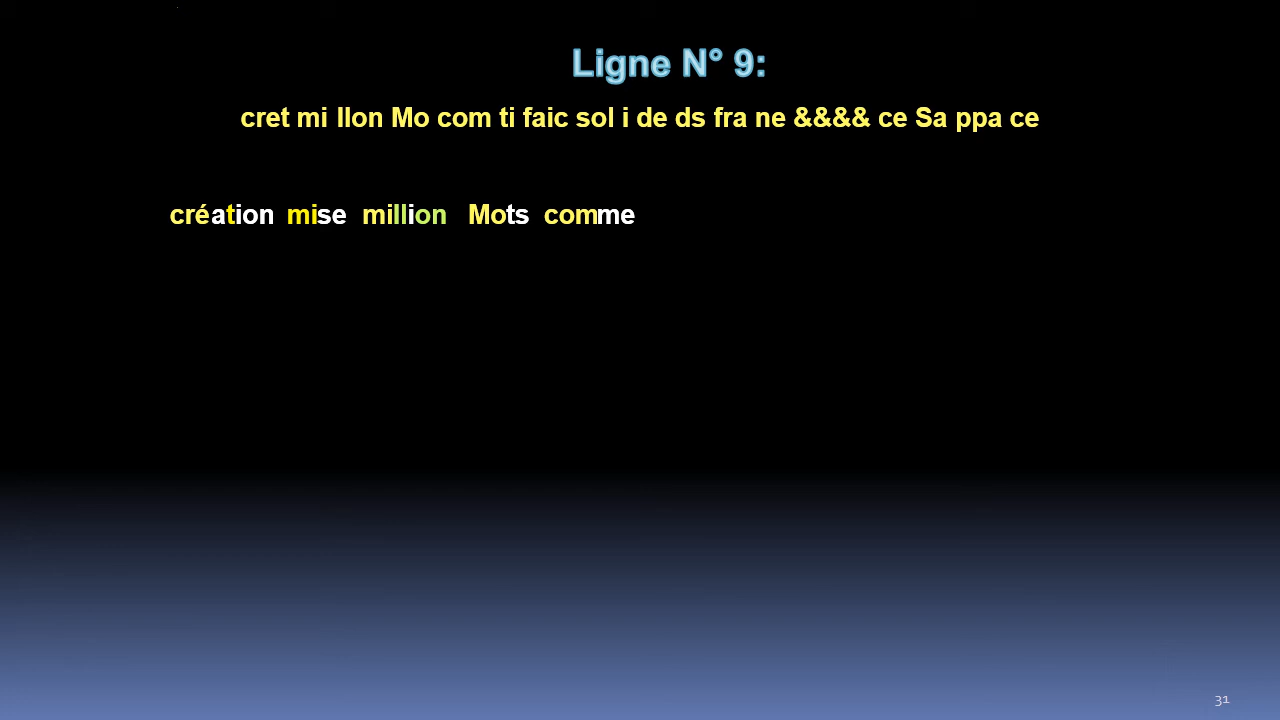 Ligne N° 9:
cret mi llon Mo com ti faic sol i de ds fra ne &&&& ce Sa ppa ce
création mise million Mots comme
31